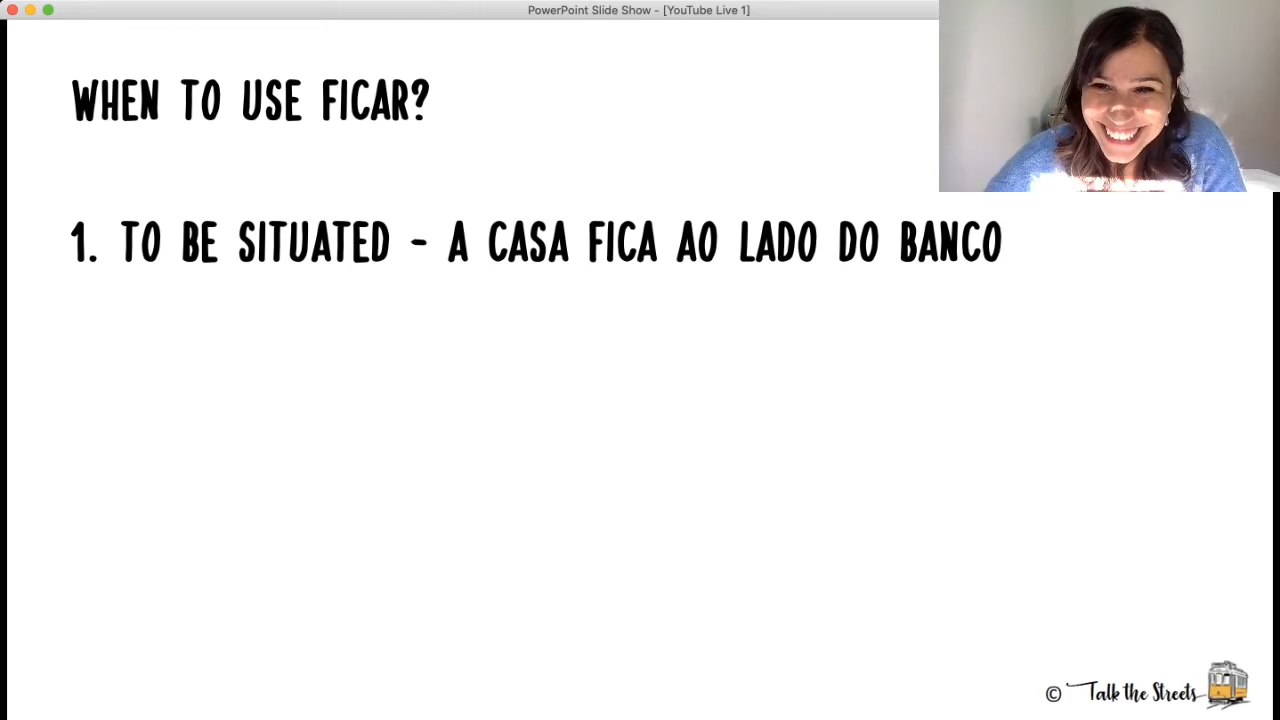 PowerPoint Slide Show - [YouTube Live 1]
WHEN TO USE FICAR?
1. TO BE SITUATED - A CASA FICA AO LADO DO BANCO
© Talk the Streets